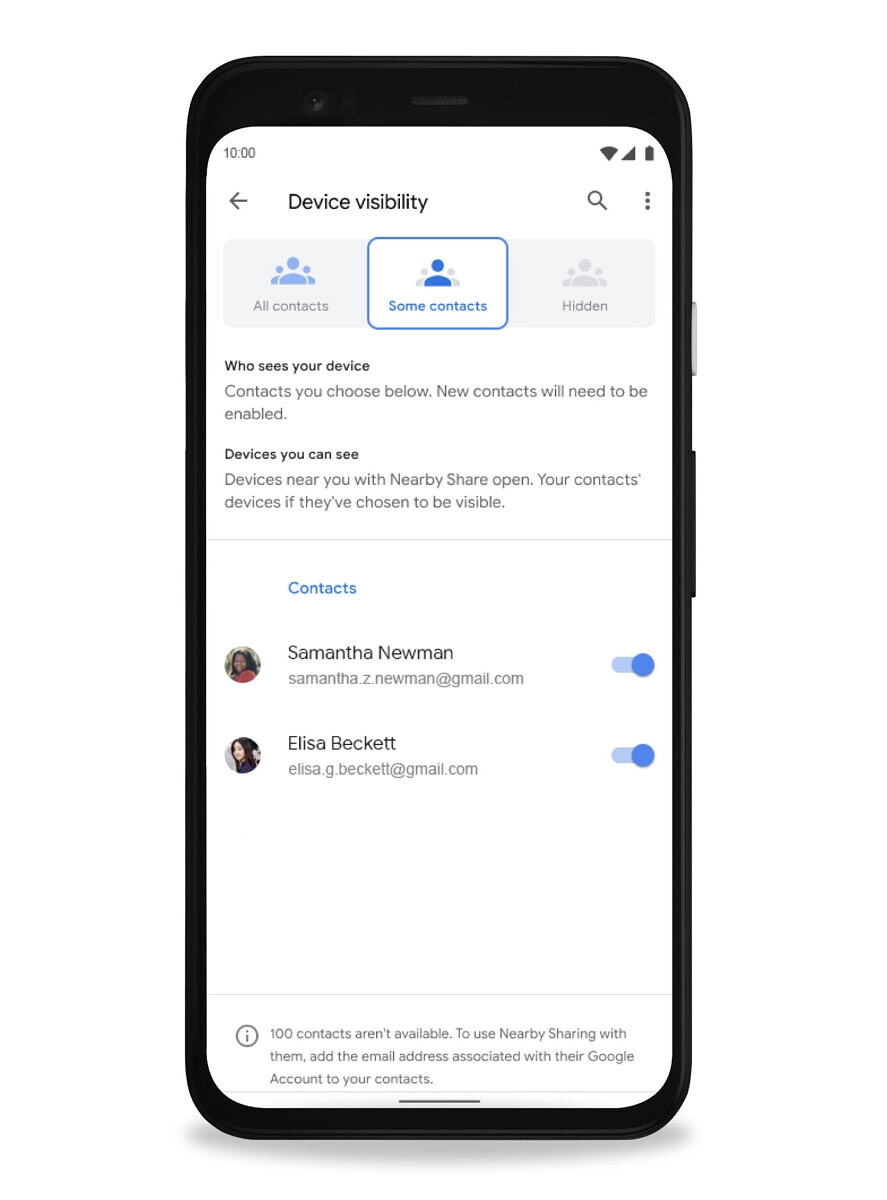 10:00
Device visibility
All contacts
Some contacts
Hidden
Who sees your device
Contacts you choose below. New contacts will need to be
enabled.
Devices you can see
Devices near you with Nearby Share open. Your contacts'
devices if they've chosen to be visible.
Contacts
Samantha Newman
samantha.z.newman@gmail.com
Elisa Beckett
elisa.g.beckett@gmail.com
100 contacts aren't available. To use Nearby Sharing with
them, add the email address associated with their Google
Account to your contacts.